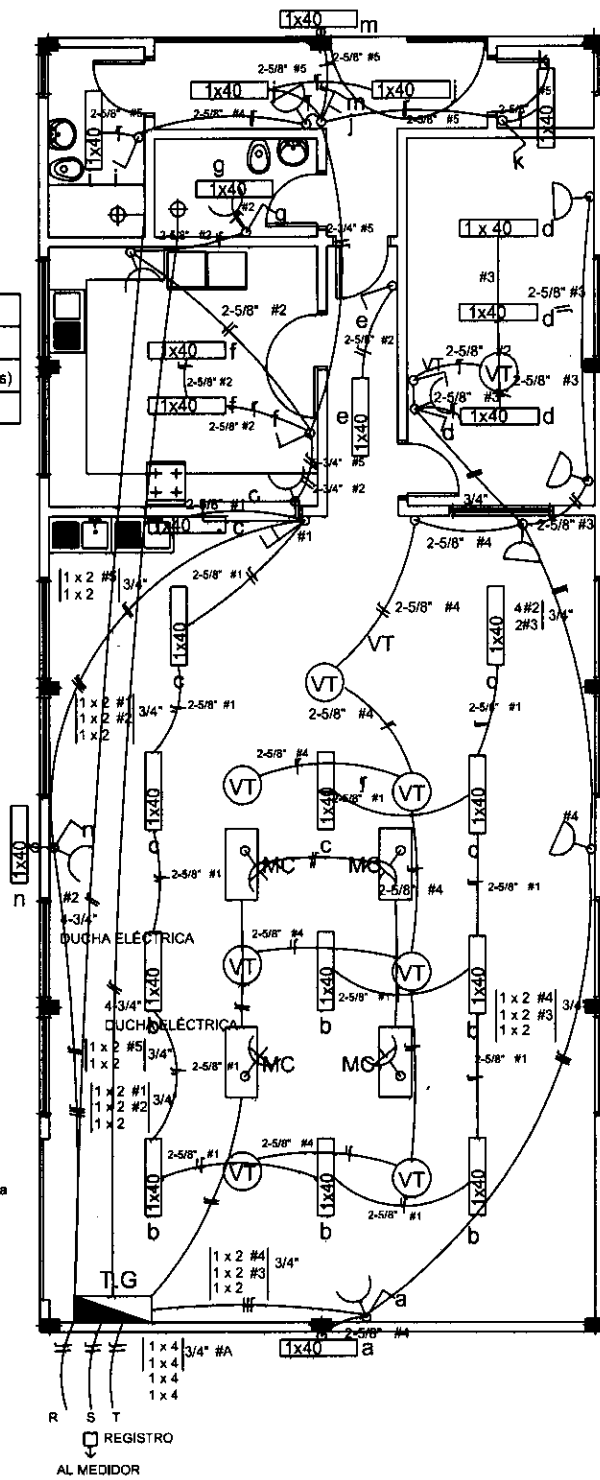 1x40 m
2-5/8" #5
2-5/8" #5
2-5/8" #5
k
1x40
1x40 j
m
1x40
2-5/8" #4
2-5/8" #5
#5
1x40
j
k
i
g
1x40
#2
g
2-5/8" #2
2-3/4" #5
1 x 40 d
#3
2-5/8" #3
e
2-5/8" #2
1x40 d
s)
2-5/8" #2
1x40 f
2-5/8" #2
1x40 f
2-5/8" #2
f
e
1x40
VT
2-5/8" #2
VT
2-5/8" #3
2-5/8" #3
1x40 d
d
2-3/4" #5
2-3/4" #2
3/4"
c
2-5/8" #1
1x40 c
#1
2-5/8" #4
2-5/8" #3
2-5/8" #1
1 x 2 #5
1 x 2
3/4"
1x40
c
2-5/8" #4
VT
1x40
c
4#2
2#3
3/4"
VT
2-5/8" #4
1 x 2 #1
1 x 2 #2
1 x 2
3/4"
2-5/8" #1
2-5/8" #1
2-5/8" #4
1x40
c
VT
1x40
c
2-5/8" #1
VT
1x40
c
#4
1x40
n
n
MC
MC
2-5/8" #1
2-5/8" #4
2-5/8" #1
#2
4-3/4"
DUCHA ELÉCTRICA
2-5/8" #4
1x40
b
VT
1x40
b
2-5/8" #1
VT
1x40
b
4-3/4"
DUCHA ELÉCTRICA
1 x 2 #4
1 x 2 #3
1 x 2
3/4"
1 x 2 #5
1 x 2
3/4"
2-5/8" #1
MC
MC
2-5/8" #1
1 x 2 #1
1 x 2 #2
1 x 2
3/4"
2-5/8" #1
2-5/8" #4
1x40
b
VT
1x40
b
VT
2-5/8" #1
1x40
b
a
T.G
1 x 2 #4
1 x 2 #3
1 x 2
3/4"
a
2-5/8" #4
1x40 a
1 x 4
1 x 4
1 x 4
1 x 4
3/4" #A
R S T
REGISTRO
AL MEDIDOR